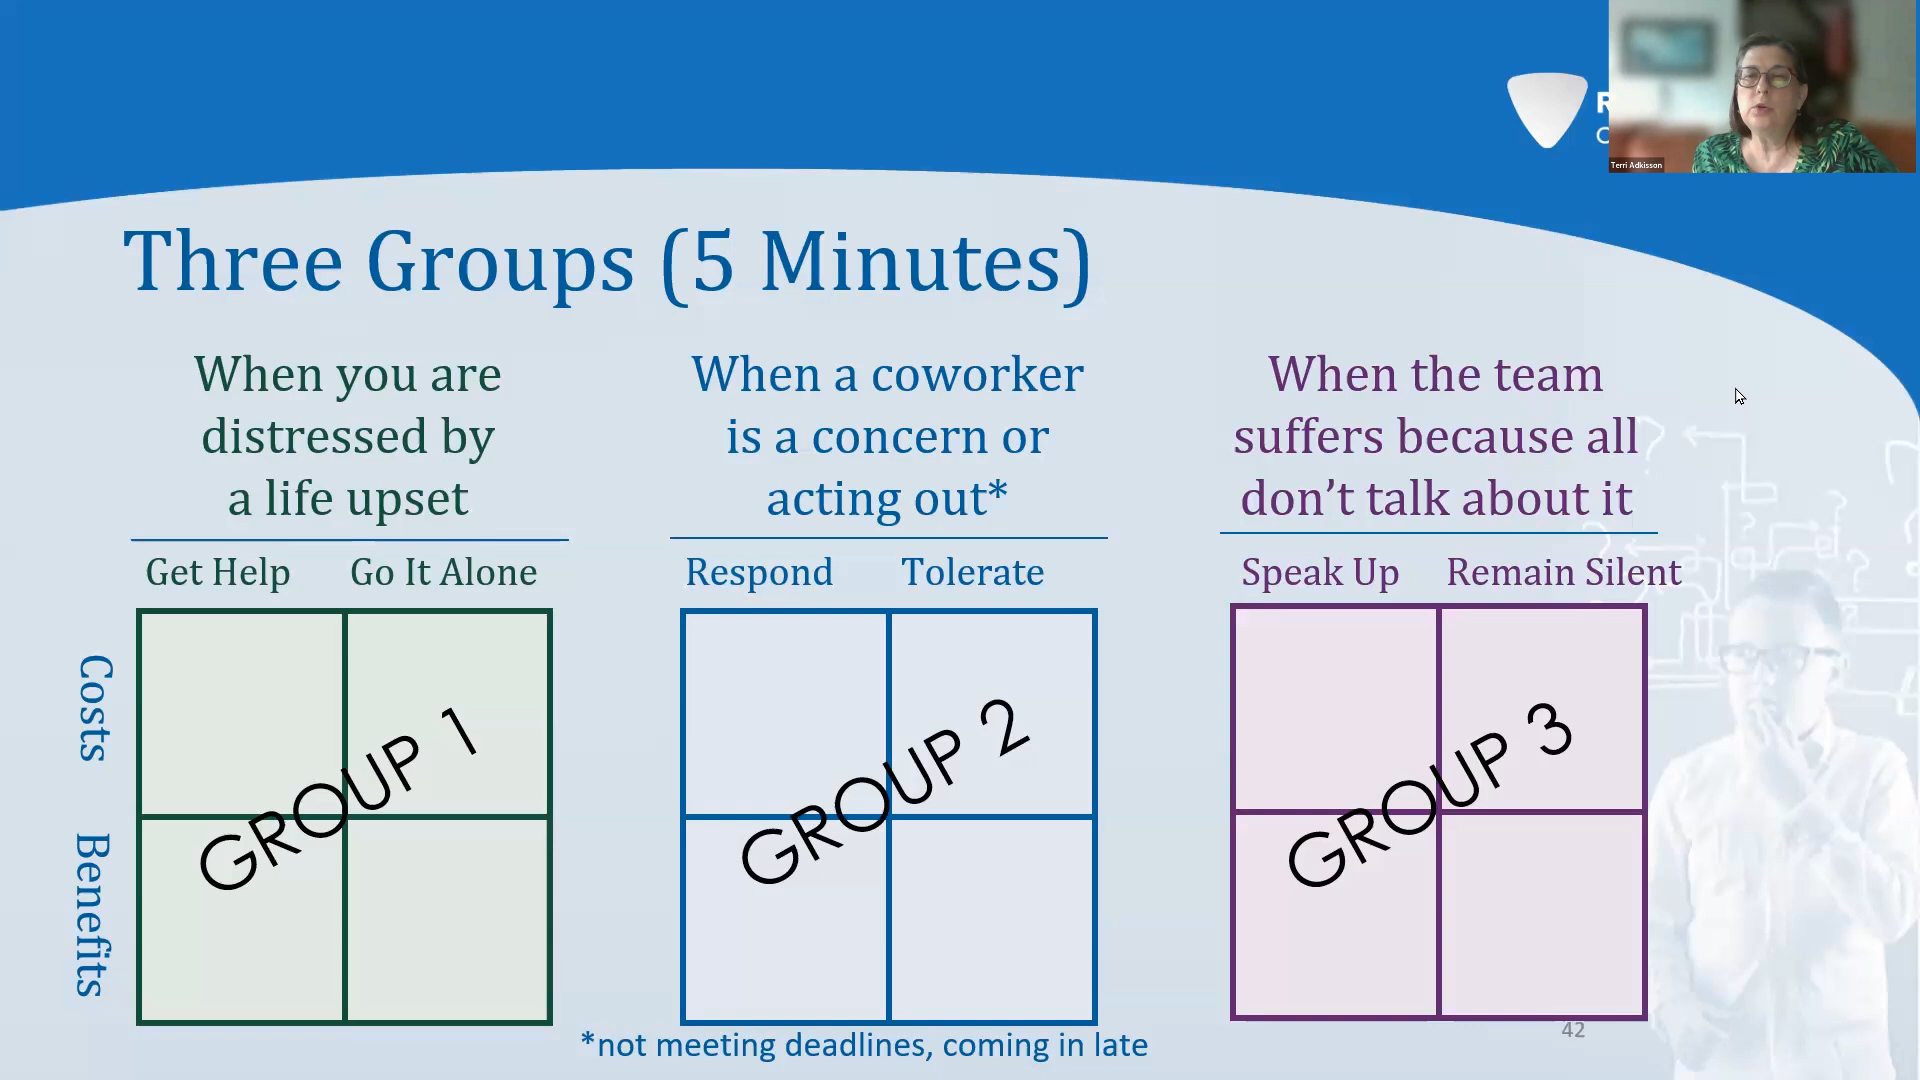 Terri Adkisson
Three Groups (5 Minutes)
When you are
distressed by
a life upset
Get Help Go It Alone
GROUP 1
When a coworker
is a concern or
acting out*
Respond Tolerate
GROUP 2
When the team
suffers because all
don’t talk about it
Speak Up Remain Silent
GROUP 3
Costs
Benefits
*not meeting deadlines, coming in late
42